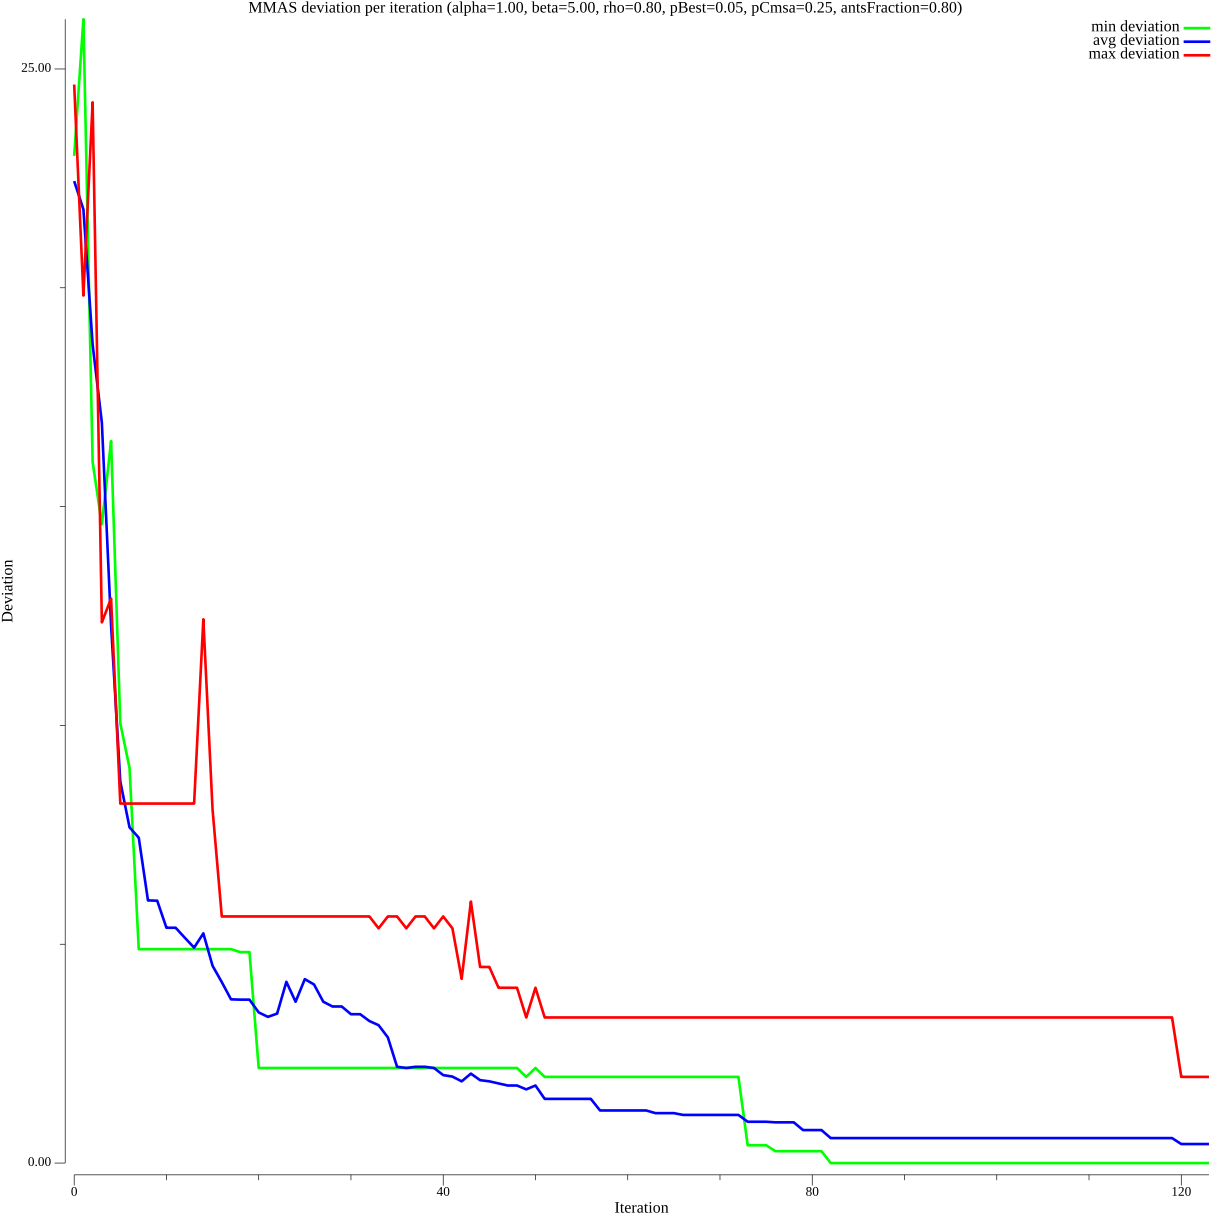 MMAS deviation per iteration (alpha=1.00, beta=5.00, rho=0.80, pBest=0.05, pCmsa=0.25, antsFraction=0.80)
min deviation
avg deviation
max deviation
25.00
Deviation
0.00
0 40 80 120
Iteration